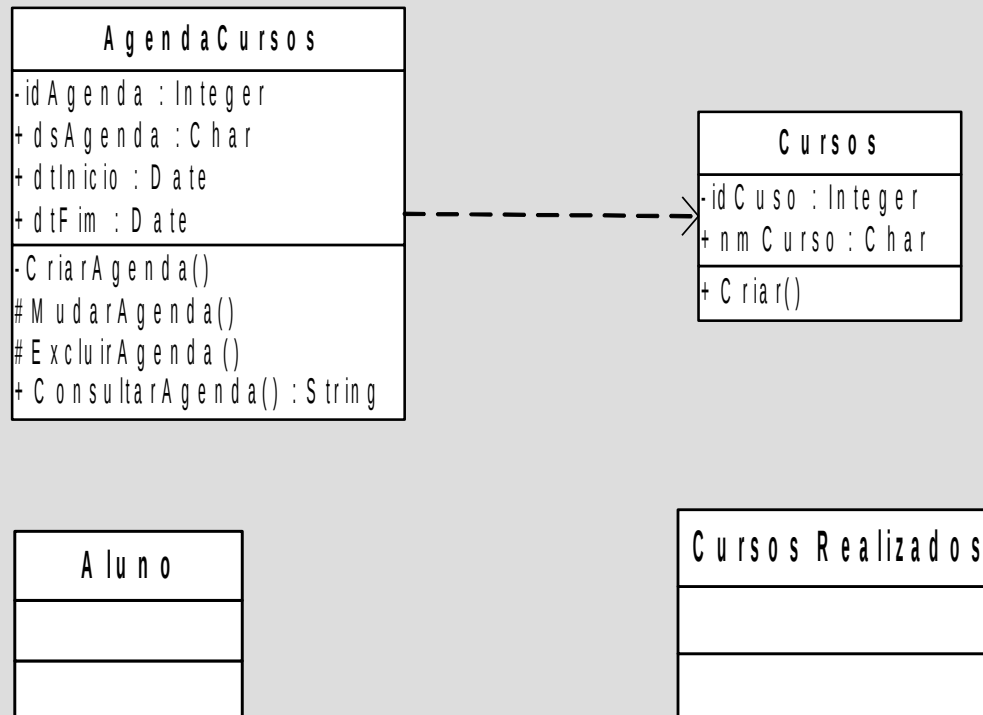 AgendaCursos
-idAgenda : Integer
+dsAgenda : Char
+dtInicio : Date
+dtFim : Date
-CriarAgenda()
#MudarAgenda()
#ExcluirAgenda()
+ConsultarAgenda() : String
Cursos
-idCuso : Integer
+nmCurso : Char
+Criar()
Aluno
Cursos Realizados